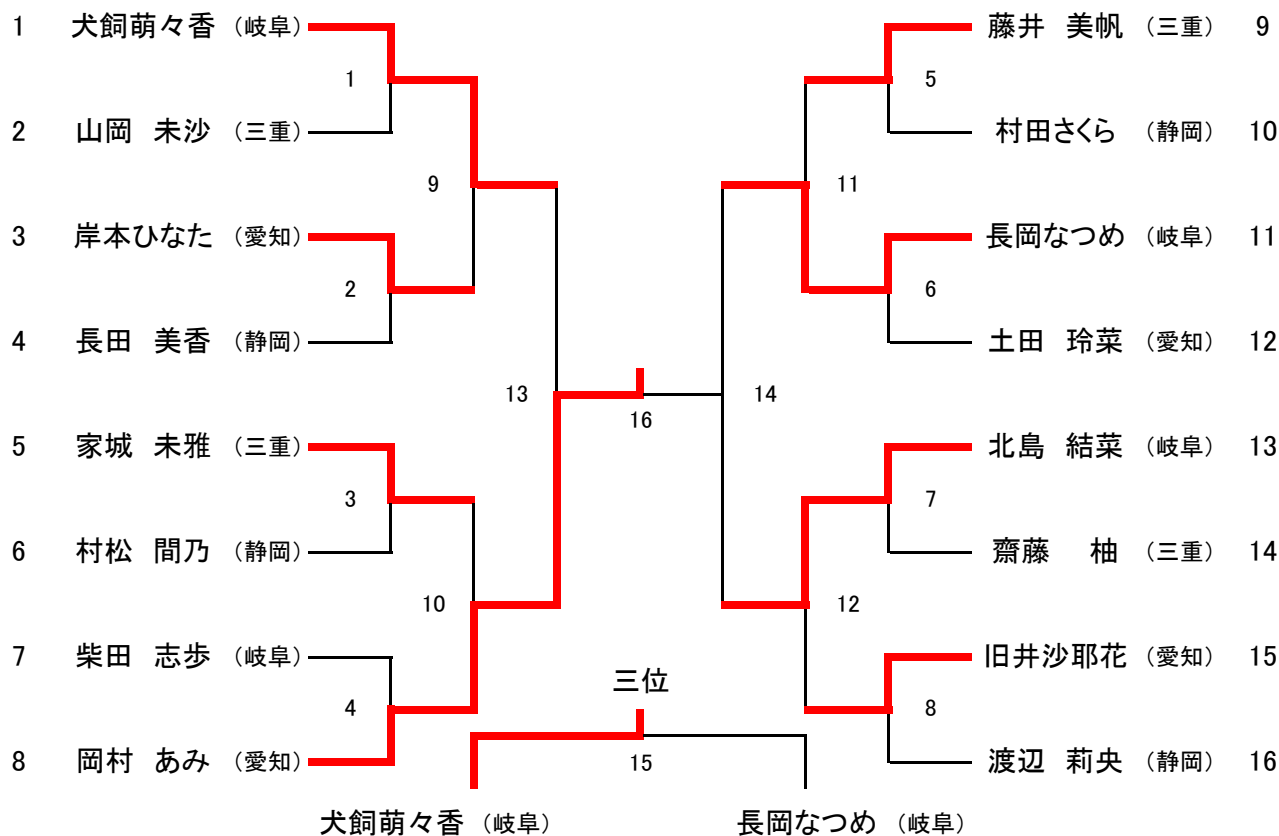 1 犬飼萌々香 (岐阜) 藤井 美帆 (三重) 9
1 5
2 山岡 未沙 (三重) 村田さくら (静岡) 10
9 11
3 岸本ひなた (愛知) 長岡なつめ (岐阜) 11
2 6
4 長田 美香 (静岡) 土田 玲菜 (愛知) 12
13 14
16
5 家城 未雅 (三重) 北島 結菜 (岐阜) 13
3 7
6 村松 間乃 (静岡) 齋藤 柚 (三重) 14
10 12
7 柴田 志歩 (岐阜) 旧井沙耶花 (愛知) 15
三位
4 8
8 岡村 あみ (愛知) 15 渡辺 莉央 (静岡) 16
犬飼萌々香 (岐阜) 長岡なつめ (岐阜)